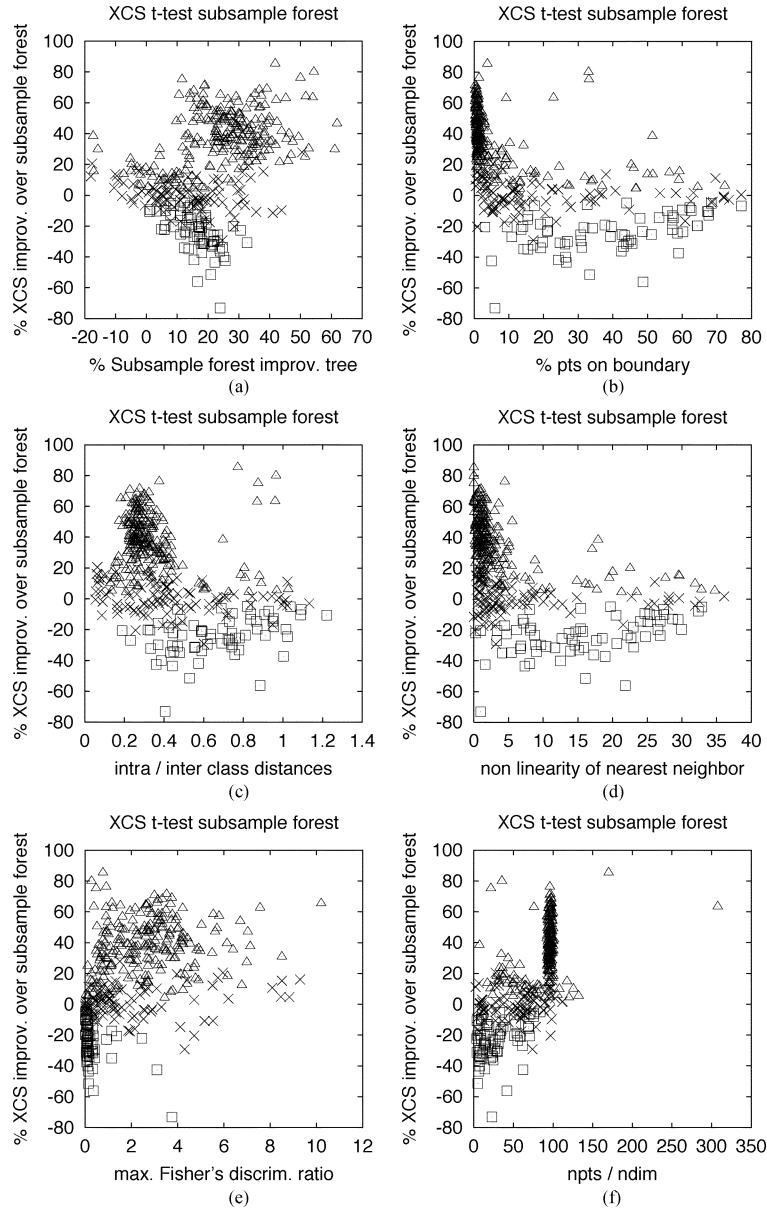 XCS t-test subsample forest
% XCS improv. over subsample forest
100
80
60
40
20
0
-20
-40
-60
-80
-20 -10 0 10 20 30 40 50 60 70
% Subsample forest improv. tree
(a)
XCS t-test subsample forest
% XCS improv. over subsample forest
100
80
60
40
20
0
-20
-40
-60
-80
0 10 20 30 40 50 60 70 80
% pts on boundary
(b)
XCS t-test subsample forest
% XCS improv. over subsample forest
100
80
60
40
20
0
-20
-40
-60
-80
0 0.2 0.4 0.6 0.8 1 1.2 1.4
intra / inter class distances
(c)
XCS t-test subsample forest
% XCS improv. over subsample forest
100
80
60
40
20
0
-20
-40
-60
-80
0 5 10 15 20 25 30 35 40
non linearity of nearest neighbor
(d)
XCS t-test subsample forest
% XCS improv. over subsample forest
100
80
60
40
20
0
-20
-40
-60
-80
0 2 4 6 8 10 12
max. Fisher's discrim. ratio
(e)
XCS t-test subsample forest
% XCS improv. over subsample forest
100
80
60
40
20
0
-20
-40
-60
-80
0 50 100 150 200 250 300 350
npts / ndim
(f)